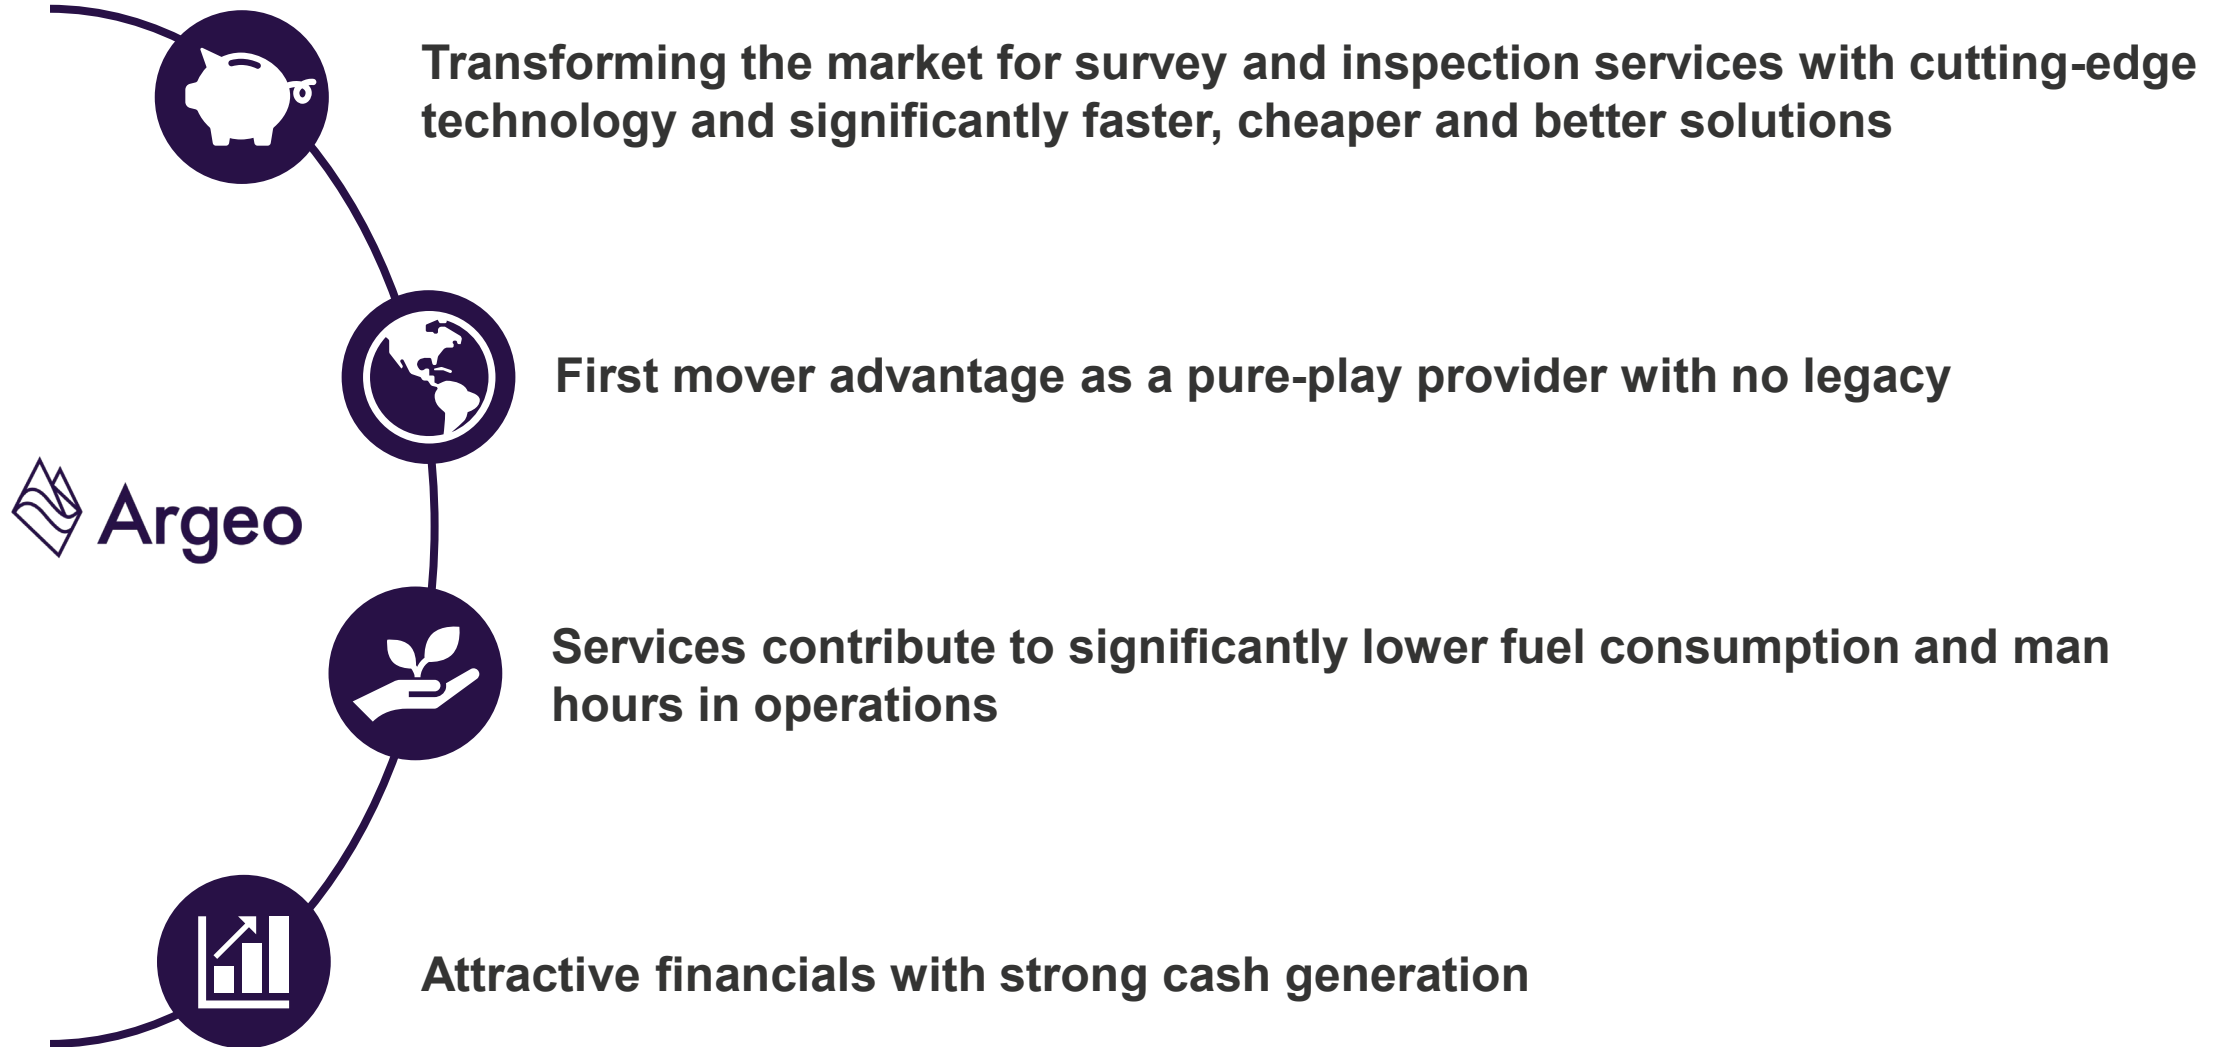 Transforming the market for survey and inspection services with cutting-edge
technology and significantly faster, cheaper and better solutions
First mover advantage as a pure-play provider with no legacy
Argeo
Services contribute to significantly lower fuel consumption and man
hours in operations
Attractive financials with strong cash generation